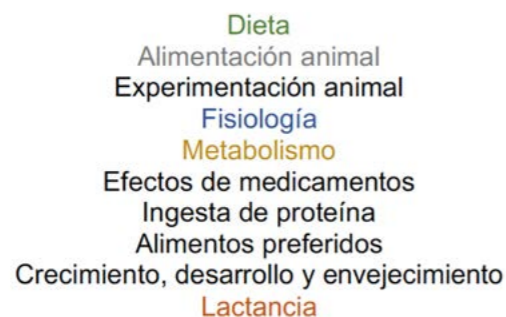 Dieta
Alimentación animal
Experimentación animal
Fisiología
Metabolismo
Efectos de medicamentos
Ingesta de proteína
Alimentos preferidos
Crecimiento, desarrollo y envejecimiento
Lactancia